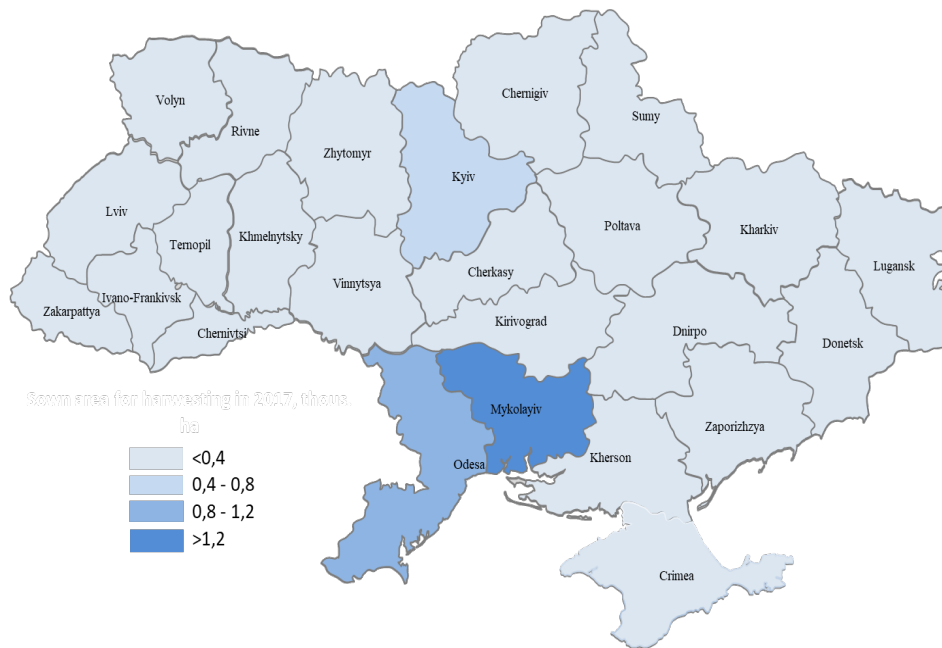 Chernigiv
Volyn
Sumy
Rivne
Zhytomyr
Kyiv
Lviv
Poltava
Kharkiv
Khmelnytsky
Ternopil
Lugansk
Cherkasy
Vinnytsya
Ivano-Frankivsk
Zakarpattya
Kirivograd
Chernivtsi
Dnirpo
Donetsk
Sown area for harwesting in 2017, thous.
ha
Mykolayiv
Zaporizhzya
Kherson
Odesa
<0,4
0,4 - 0,8
0,8 - 1,2
>1,2
Crimea